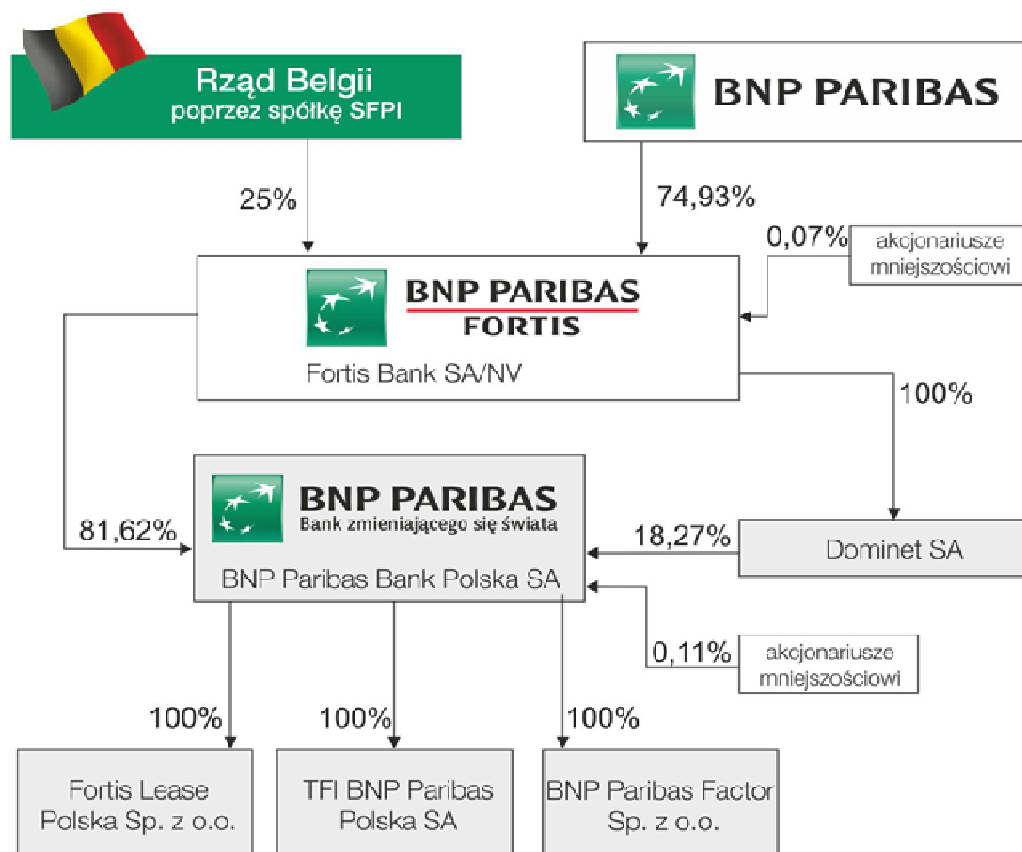 Rząd Belgii
poprzez spółkę SFPI
BNP PARIBAS
25%
74,93%
0,07%
akcjonariusze
mniejszościowi
BNP PARIBAS
FORTIS
Fortis Bank SA/NV
100%
BNP PARIBAS
Bank zmieniającego się świata
BNP Paribas Bank Polska SA
81,62%
18,27%
Dominet SA
0,11%
akcjonariusze
mniejszościowi
100%
100%
100%
Fortis Lease
Polska Sp. z o.o.
TFI BNP Paribas
Polska SA
BNP Paribas Factor
Sp. z o.o.